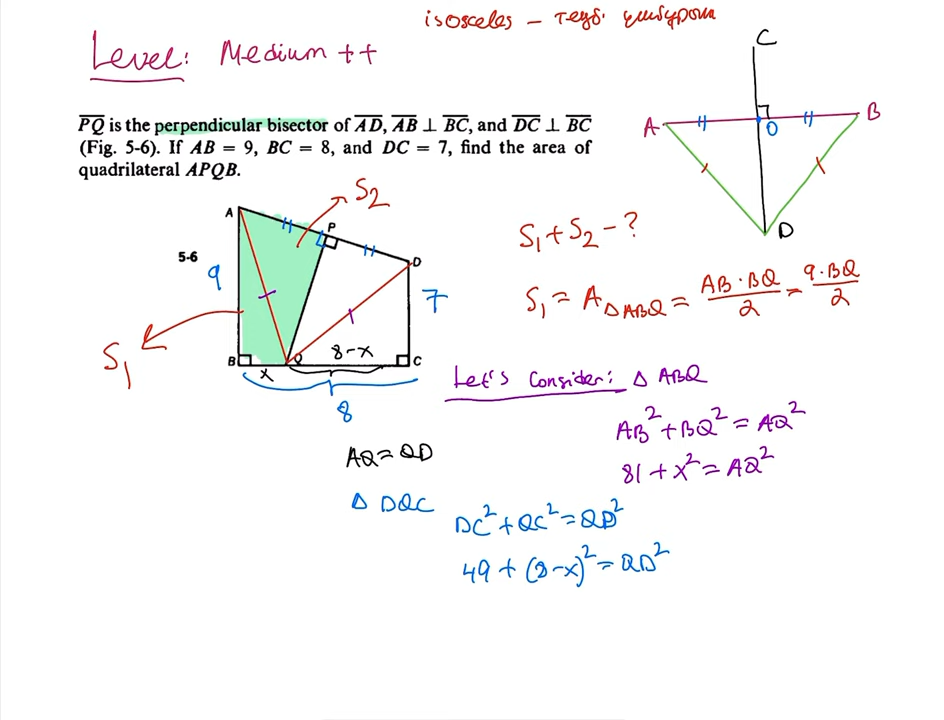 isosceles –
Level: Medium ++
PQ is the perpendicular bisector of AD, AB ⊥ BC, and DC ⊥ BC
(Fig. 5-6). If AB = 9, BC = 8, and DC = 7, find the area of
quadrilateral APQB.
C
A
B
O
D
S2
A
P
D
5-6
9
7
S1
B
Q
C
x
8-x
8
S1 + S2 - ?
S1 = A△ABQ = AB · BQ / 2 = 9 · BQ / 2
Let's Consider: △ ABQ
AB² + BQ² = AQ²
81 + x² = AQ²
AQ = QD
△ DQC
DC² + QC² = QD²
49 + (8-x)² = QD²